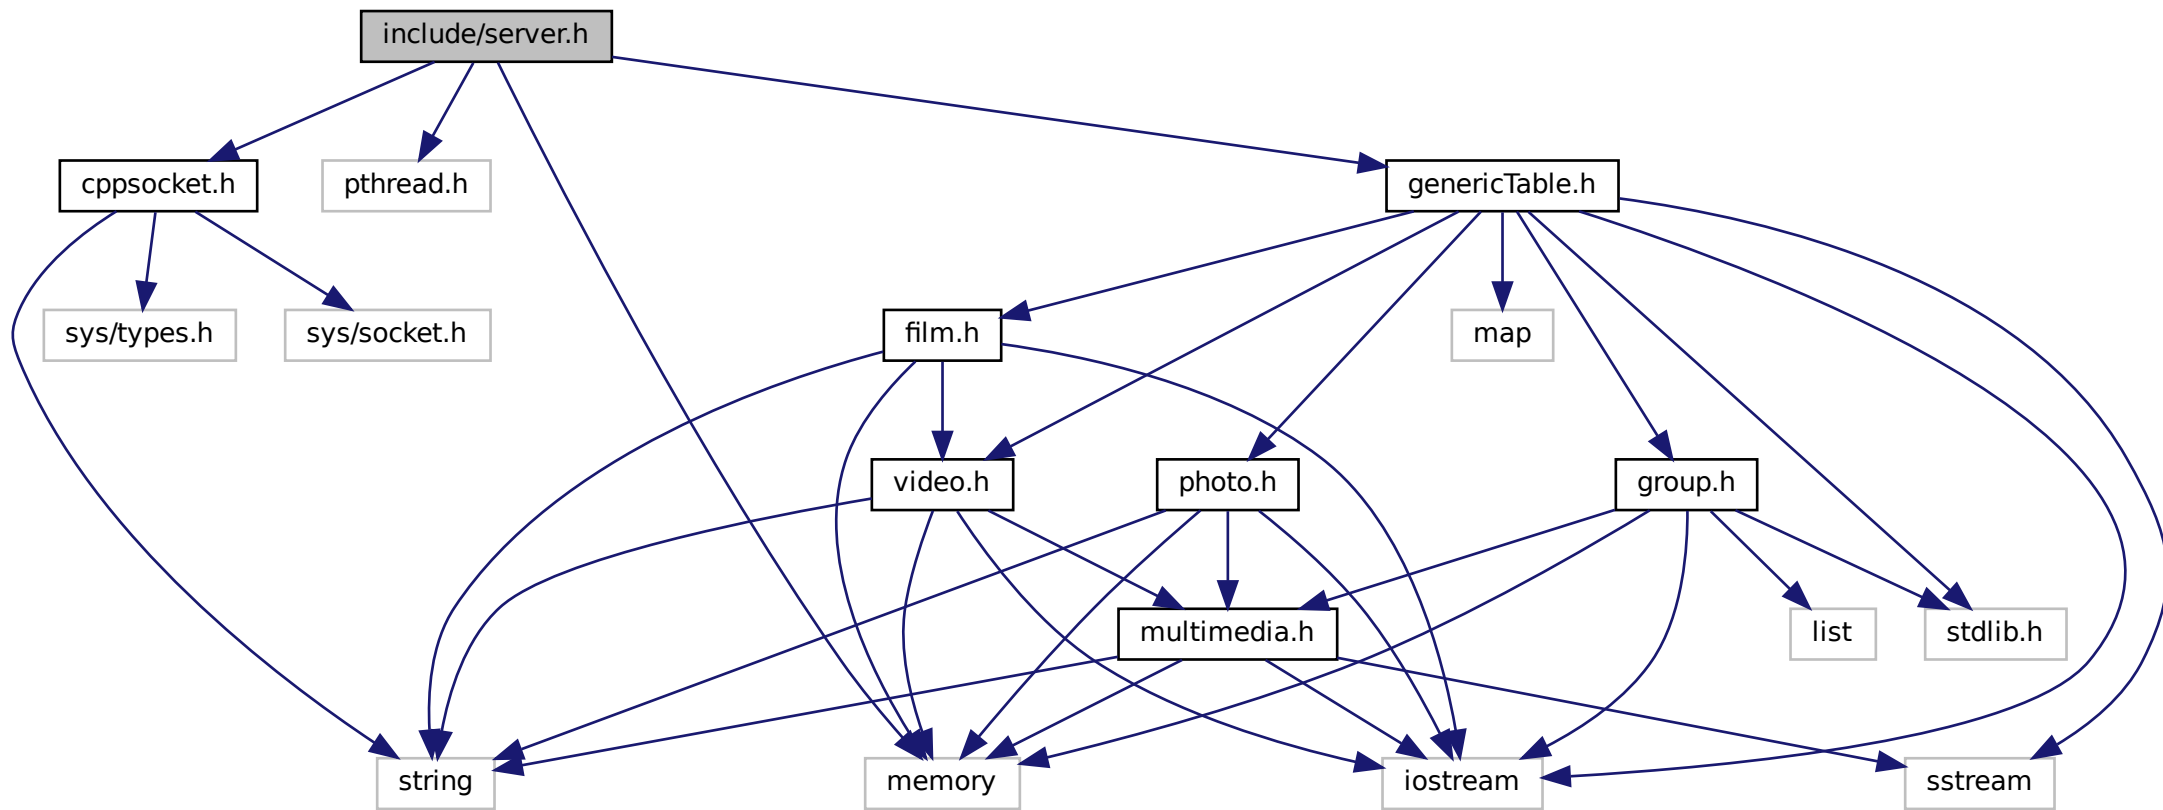 include/server.h
cppsocket.h
pthread.h
genericTable.h
sys/types.h
sys/socket.h
film.h
map
video.h
photo.h
group.h
multimedia.h
list
stdlib.h
string
memory
iostream
sstream